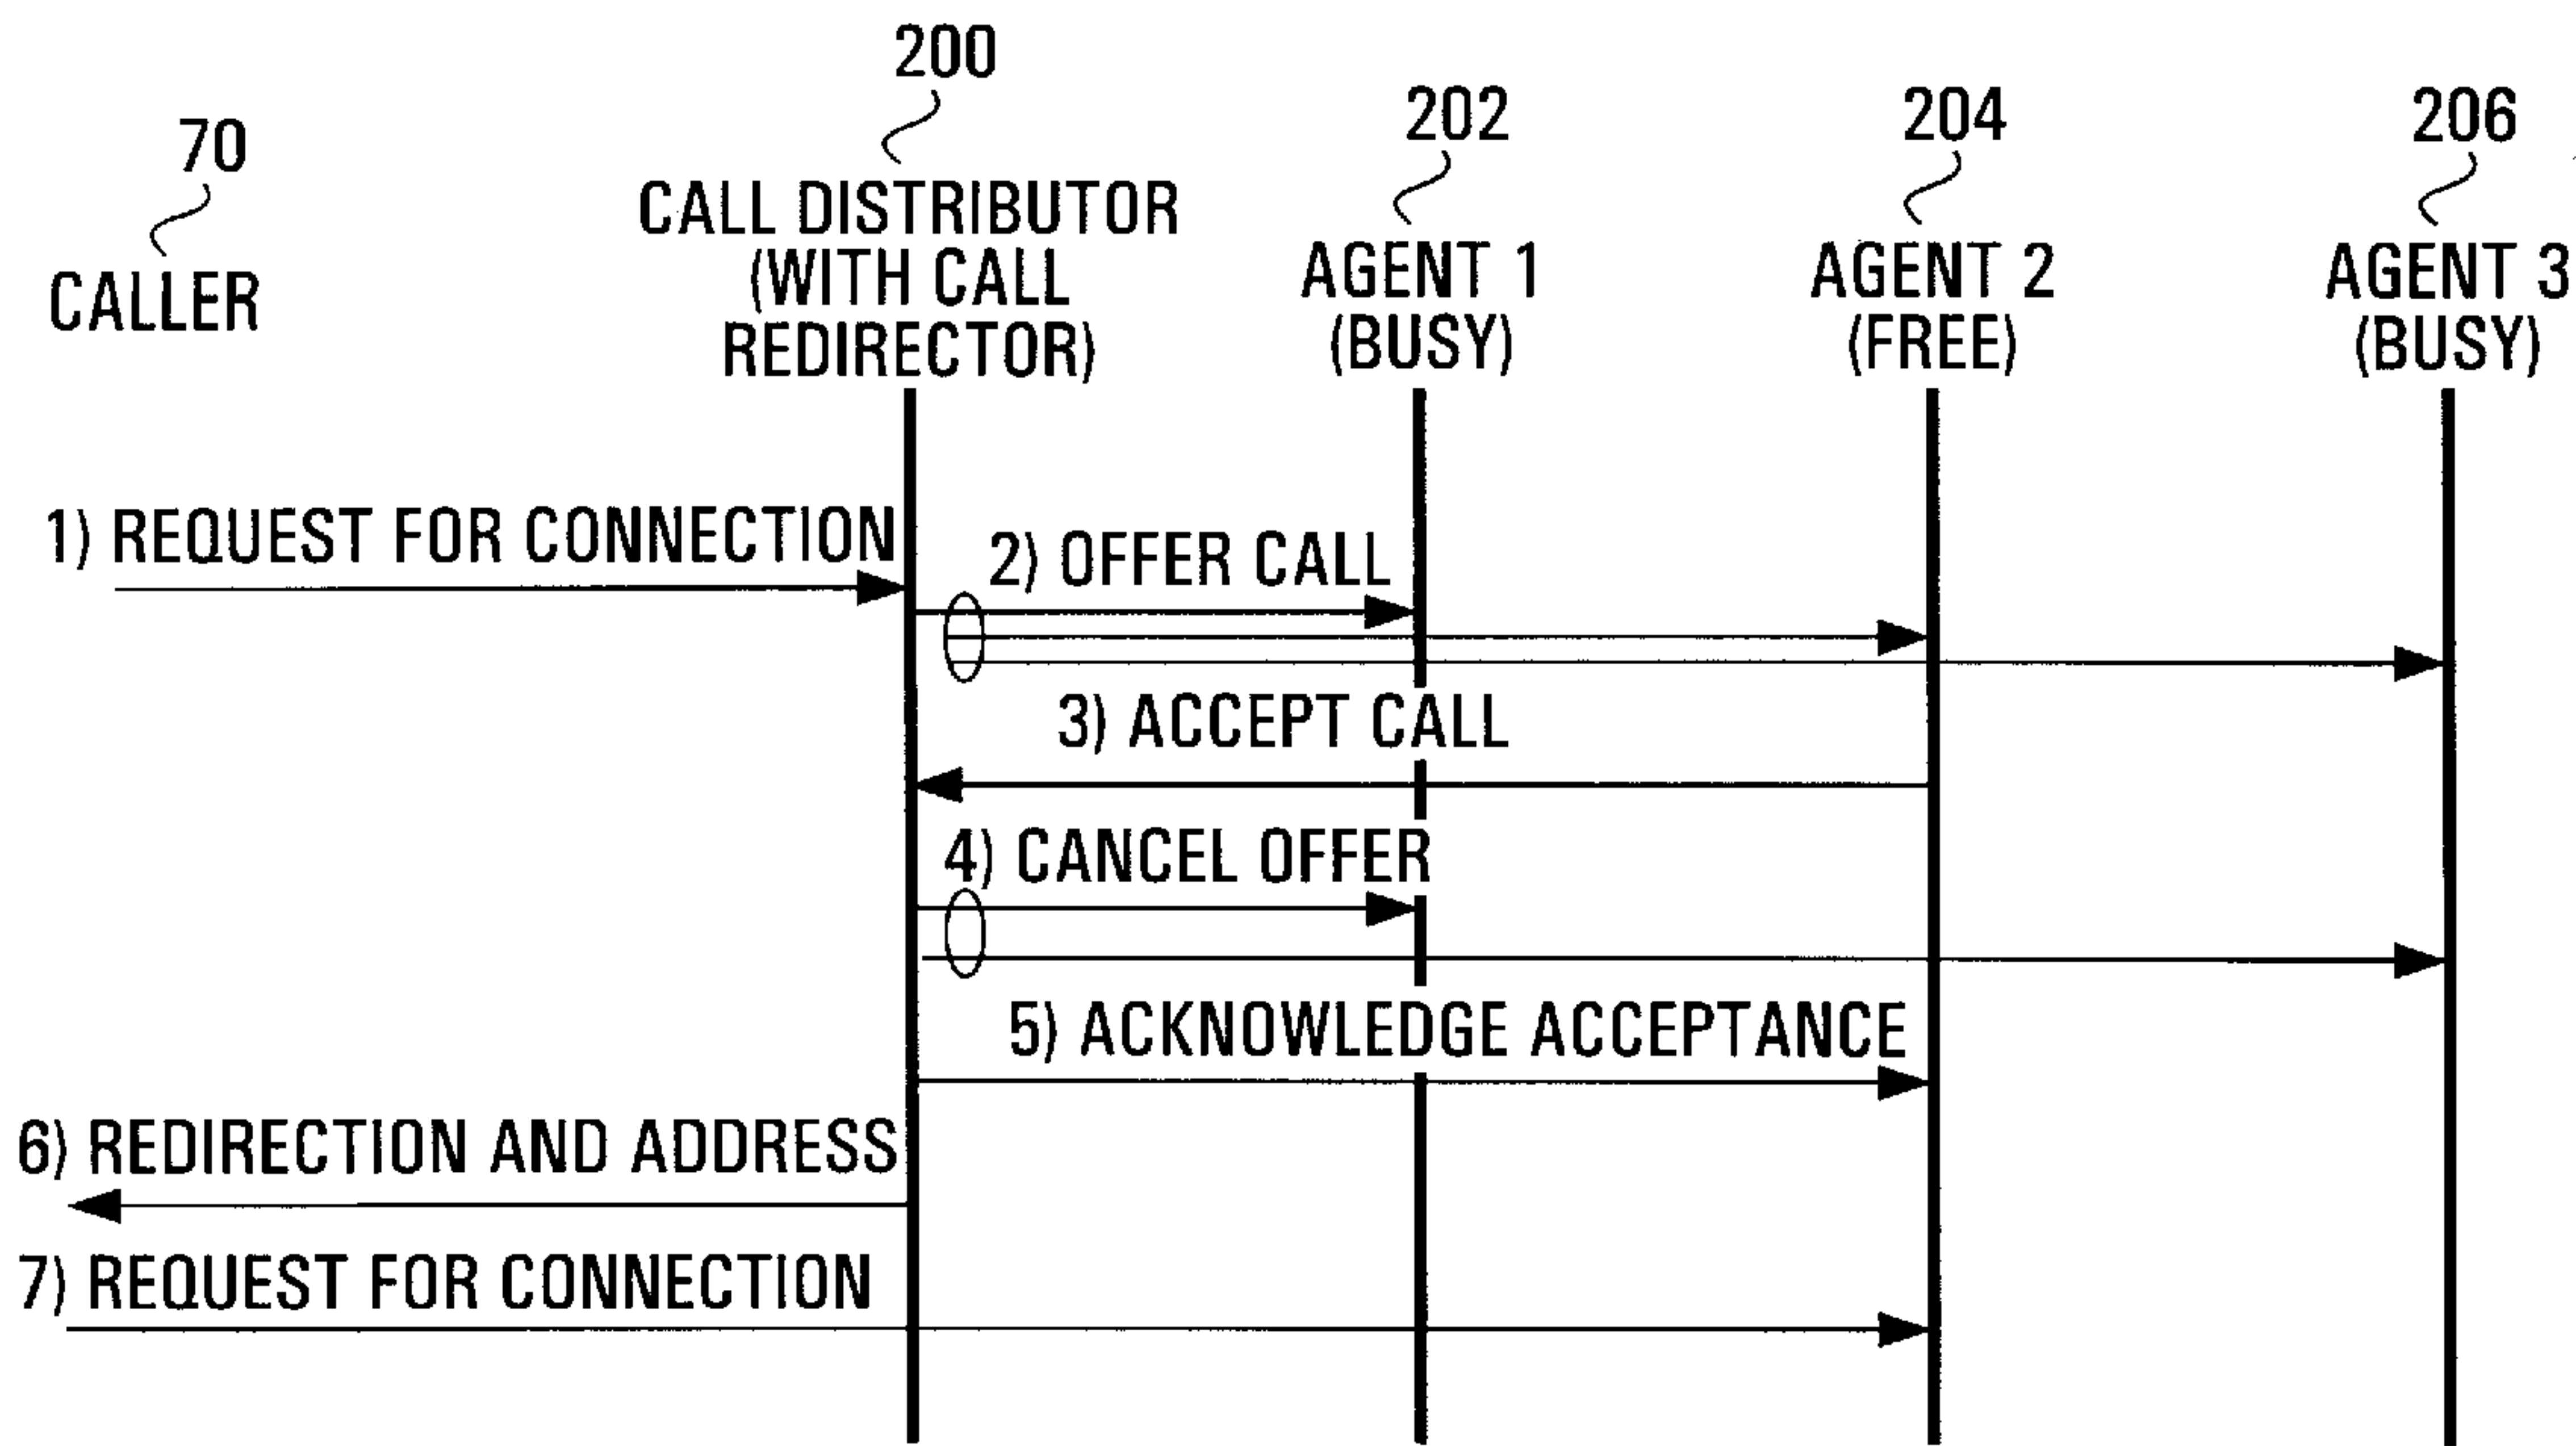 200
202
204
206
70
CALL DISTRIBUTOR
(WITH CALL
REDIRECTOR)
AGENT 1
(BUSY)
AGENT 2
(FREE)
AGENT 3
(BUSY)
CALLER
1) REQUEST FOR CONNECTION
2) OFFER CALL
3) ACCEPT CALL
4) CANCEL OFFER
5) ACKNOWLEDGE ACCEPTANCE
6) REDIRECTION AND ADDRESS
7) REQUEST FOR CONNECTION